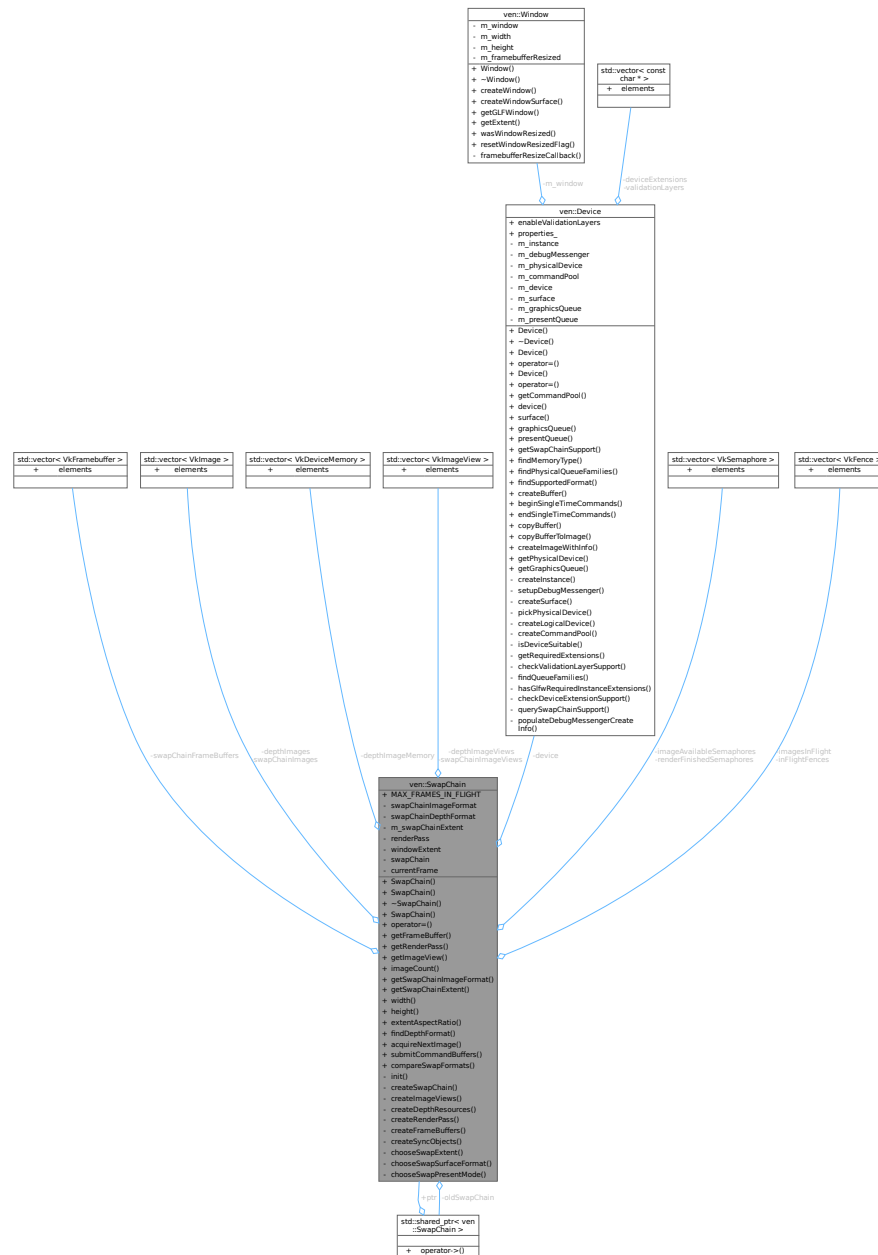 ven::Window
- m_window
- m_width
- m_height
- m_framebufferResized
+ Window()
+ ~Window()
+ createWindow()
+ createWindowSurface()
+ getGLFWindow()
+ getExtent()
+ wasWindowResized()
+ resetWindowResizedFlag()
- framebufferResizeCallback()
std::vector< const
char * >
+ elements
-m_window
-deviceExtensions
-validationLayers
ven::Device
+ enableValidationLayers
+ properties_
- m_instance
- m_debugMessenger
- m_physicalDevice
- m_commandPool
- m_device
- m_surface
- m_graphicsQueue
- m_presentQueue
+ Device()
+ ~Device()
+ Device()
+ operator=()
+ Device()
+ operator=()
+ getCommandPool()
+ device()
+ surface()
+ graphicsQueue()
+ presentQueue()
+ getSwapChainSupport()
+ findMemoryType()
+ findPhysicalQueueFamilies()
+ findSupportedFormat()
+ createBuffer()
+ beginSingleTimeCommands()
+ endSingleTimeCommands()
+ copyBuffer()
+ copyBufferToImage()
+ createImageWithInfo()
+ getPhysicalDevice()
+ getGraphicsQueue()
- createInstance()
- setupDebugMessenger()
- createSurface()
- pickPhysicalDevice()
- createLogicalDevice()
- createCommandPool()
- isDeviceSuitable()
- getRequiredExtensions()
- checkValidationLayerSupport()
- findQueueFamilies()
- hasGlfwRequiredInstanceExtensions()
- checkDeviceExtensionSupport()
- querySwapChainSupport()
- populateDebugMessengerCreate
Info()
std::vector< VkFramebuffer >
+ elements
std::vector< VkImage >
+ elements
std::vector< VkDeviceMemory >
+ elements
std::vector< VkImageView >
+ elements
std::vector< VkSemaphore >
+ elements
std::vector< VkFence >
+ elements
-swapChainFrameBuffers
-depthImages
-swapChainImages
-depthImageMemory
-depthImageViews
-swapChainImageViews
-device
-imageAvailableSemaphores
-renderFinishedSemaphores
-imagesInFlight
-inFlightFences
ven::SwapChain
+ MAX_FRAMES_IN_FLIGHT
- swapChainImageFormat
- swapChainDepthFormat
- m_swapChainExtent
- renderPass
- windowExtent
- swapChain
- currentFrame
+ SwapChain()
+ SwapChain()
+ ~SwapChain()
+ SwapChain()
+ operator=()
+ getFrameBuffer()
+ getRenderPass()
+ getImageView()
+ imageCount()
+ getSwapChainImageFormat()
+ getSwapChainExtent()
+ width()
+ height()
+ extentAspectRatio()
+ findDepthFormat()
+ acquireNextImage()
+ submitCommandBuffers()
+ compareSwapFormats()
- init()
- createSwapChain()
- createImageViews()
- createDepthResources()
- createRenderPass()
- createFrameBuffers()
- createSyncObjects()
- chooseSwapExtent()
- chooseSwapSurfaceFormat()
- chooseSwapPresentMode()
+ptr
-oldSwapChain
std::shared_ptr< ven
::SwapChain >
+ operator->()